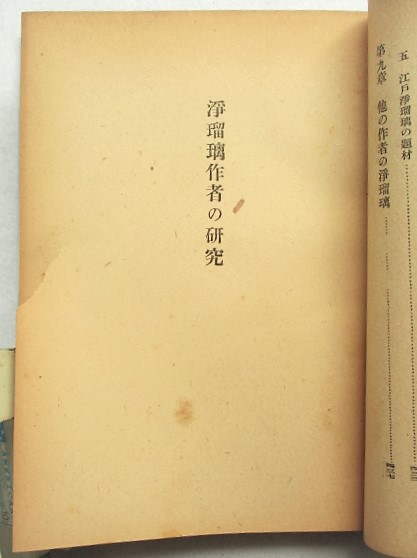 五 江戸淨瑠璃の題材
第九章 他の作者の淨瑠璃
淨瑠璃作者の研究